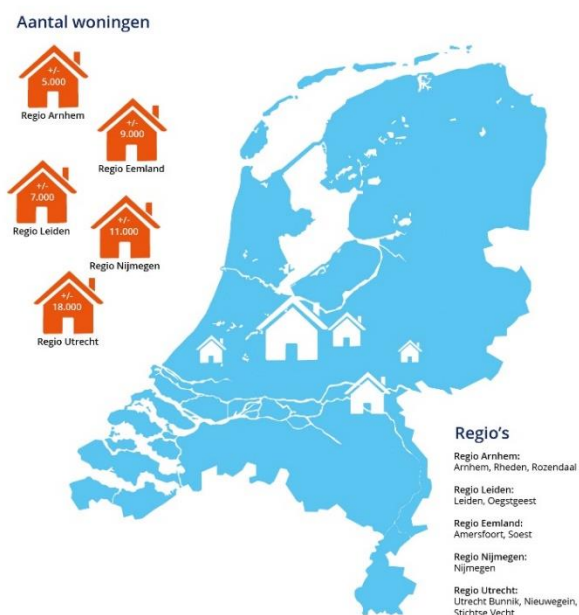 Aantal woningen
+/-
5.000
Regio Arnhem
+/-
9.000
Regio Eemland
+/-
7.000
Regio Leiden
+/-
11.000
Regio Nijmegen
+/-
18.000
Regio Utrecht
Regio's
Regio Arnhem:
Arnhem, Rheden, Rozendaal
Regio Leiden:
Leiden, Oegstgeest
Regio Eemland:
Amersfoort, Soest
Regio Nijmegen:
Nijmegen
Regio Utrecht:
Utrecht Bunnik, Nieuwegein,
Stichtse Vecht